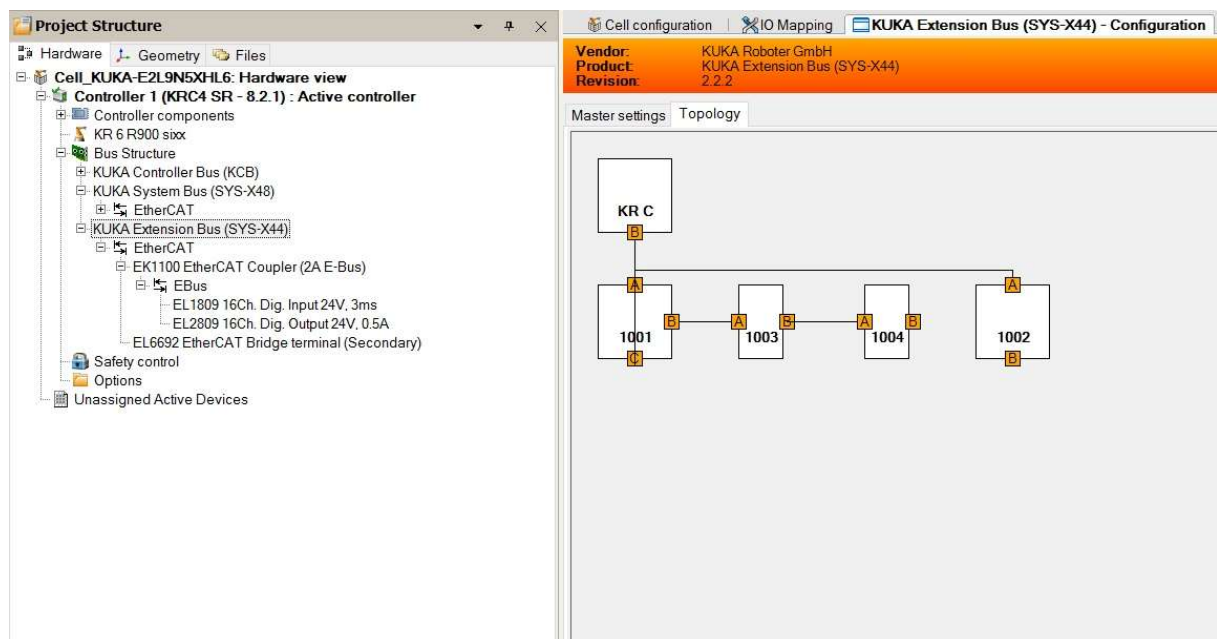 Project Structure
Hardware Geometry Files
Cell_KUKA-E2L9N5XHL6: Hardware view
Controller 1 (KRC4 SR - 8.2.1) : Active controller
Controller components
KR 6 R900 sixx
Bus Structure
KUKA Controller Bus (KCB)
KUKA System Bus (SYS-X48)
EtherCAT
KUKA Extension Bus (SYS-X44)
EtherCAT
EK1100 EtherCAT Coupler (2A E-Bus)
EBus
EL1809 16Ch. Dig. Input 24V, 3ms
EL2809 16Ch. Dig. Output 24V, 0.5A
EL6692 EtherCAT Bridge terminal (Secondary)
Safety control
Options
Unassigned Active Devices
Cell configuration IO Mapping KUKA Extension Bus (SYS-X44) - Configuration
Vendor: KUKA Roboter GmbH
Product: KUKA Extension Bus (SYS-X44)
Revision: 2.2.2
Master settings Topology
KR C
B
A A
B A B A B
1001 1003 1004 1002
C B